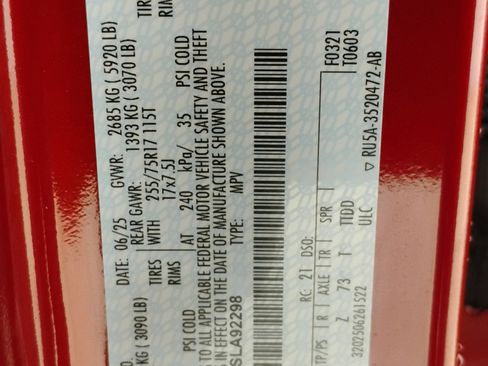 DATE: 06/25 GVWR: 2685 KG ( 5920 LB)
KG ( 3090 LB) REAR GAWR: 1393 KG ( 3070 LB)
TIRES WITH 255/75R17 115T TIRE
RIMS 17x7.5J RIM
PSI COLD AT 240 kPa/ 35 PSI COLD
ALL APPLICABLE FEDERAL MOTOR VEHICLE SAFETY AND THEFT
IN EFFECT ON THE DATE OF MANUFACTURE SHOWN ABOVE.
SLA92298 TYPE: MPV
F0321
T0603
RC: 21 DSO:
TP/PS R AXLE TR SPR
Z 73 T TTDD
3202506261522 ULC
▽ RU5A-3520472-AB